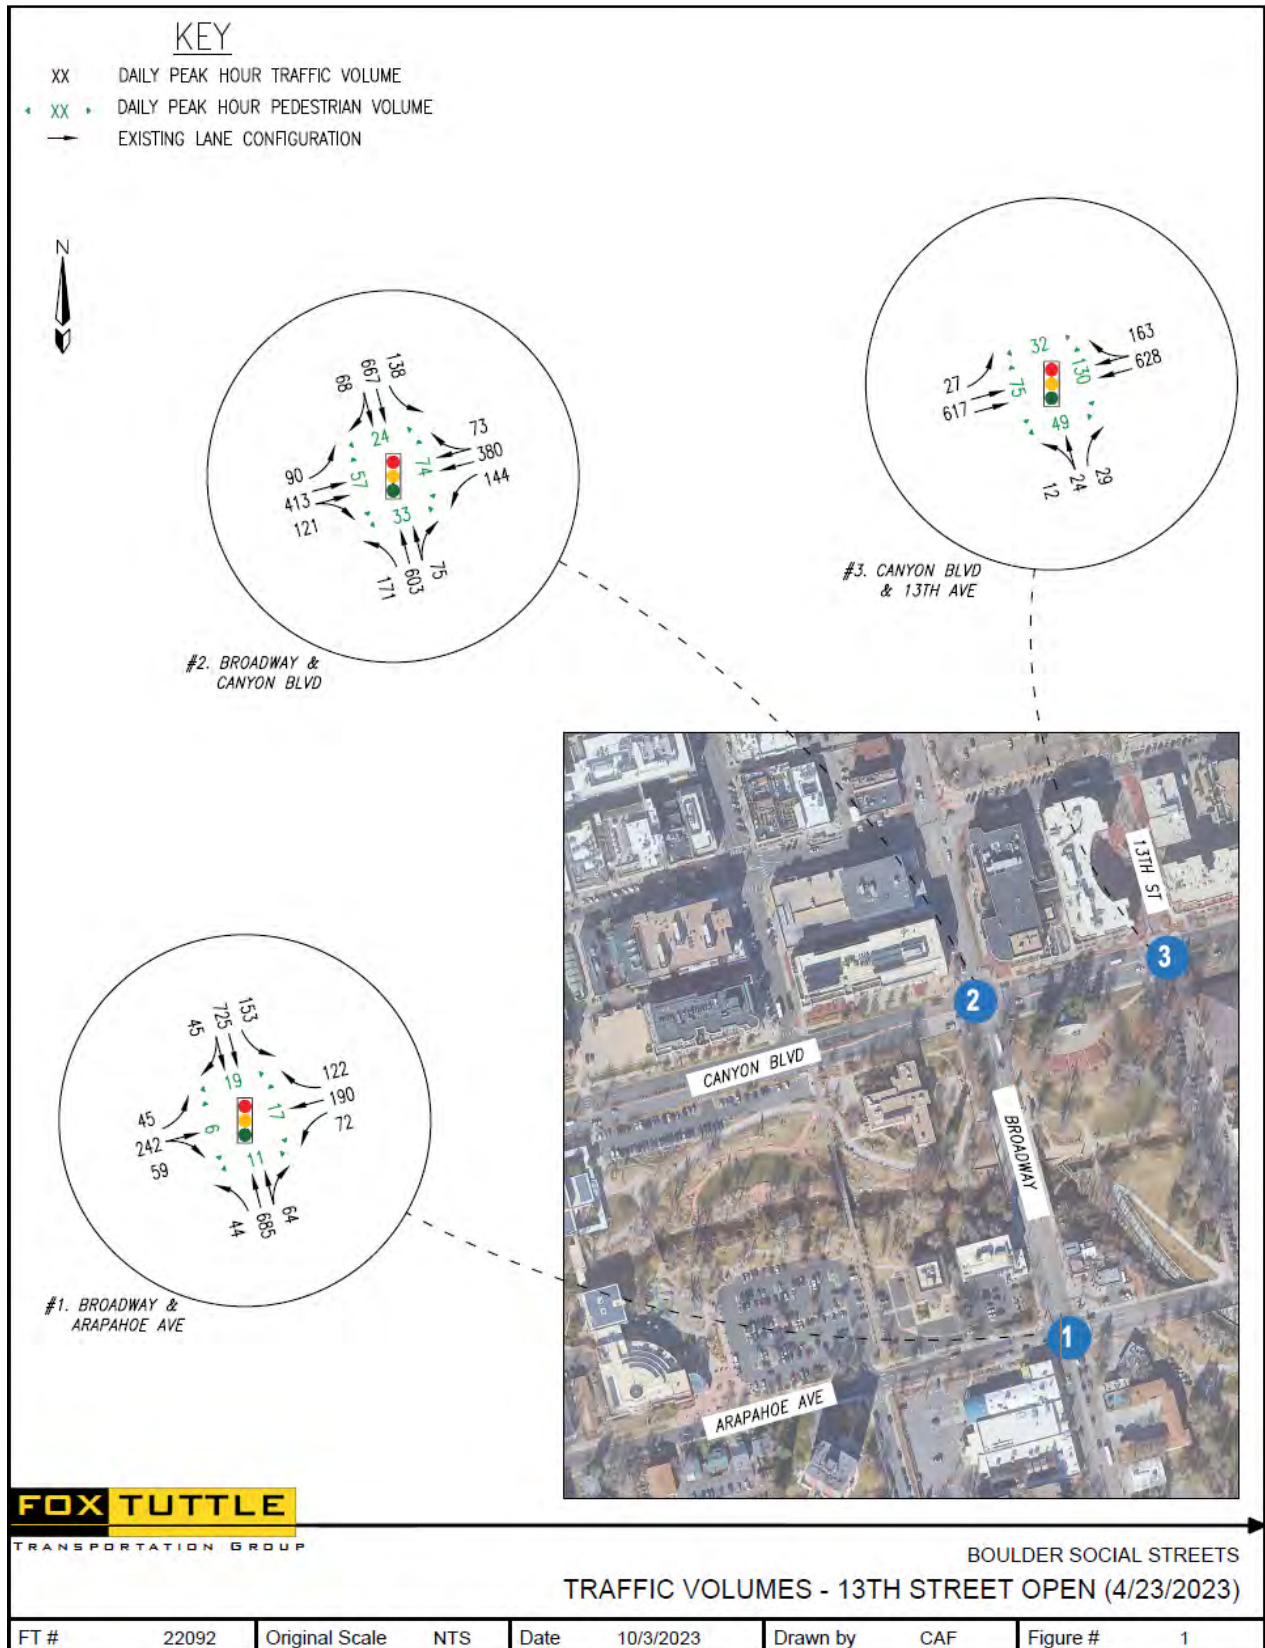 KEY
XX DAILY PEAK HOUR TRAFFIC VOLUME
XX DAILY PEAK HOUR PEDESTRIAN VOLUME
EXISTING LANE CONFIGURATION
N
68 667 138
24
73
380
144
74
90
413
121
57
33
171 603 75
#2. BROADWAY &
CANYON BLVD
32
163
628
130
27
617
75
49
12 24 29
#3. CANYON BLVD
& 13TH AVE
45 725 153
19
122
190
72
17
45
242
59
6
11
44 685 64
#1. BROADWAY &
ARAPAHOE AVE
13TH ST
3
2
CANYON BLVD
BROADWAY
1
ARAPAHOE AVE
FOX TUTTLE
TRANSPORTATION GROUP
BOULDER SOCIAL STREETS
TRAFFIC VOLUMES - 13TH STREET OPEN (4/23/2023)
FT # 22092 Original Scale NTS Date 10/3/2023 Drawn by CAF Figure # 1